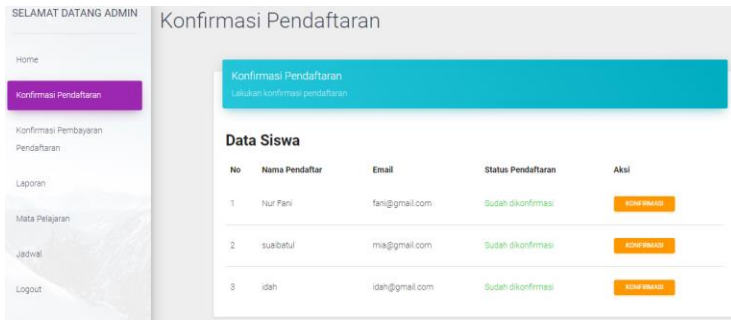 SELAMAT DATANG ADMIN
Home
Konfirmasi Pendaftaran
Konfirmasi Pembayaran
Pendaftaran
Laporan
Mata Pelajaran
Jadwal
Logout
Konfirmasi Pendaftaran
Konfirmasi Pendaftaran
Lakukan konfirmasi pendaftaran
Data Siswa
No Nama Pendaftar Email Status Pendaftaran Aksi
1 Nur Fani fani@gmail.com Sudah dikonfirmasi KONFIRMASI
2 suaibatul mia@gmail.com Sudah dikonfirmasi KONFIRMASI
3 idah idah@gmail.com Sudah dikonfirmasi KONFIRMASI